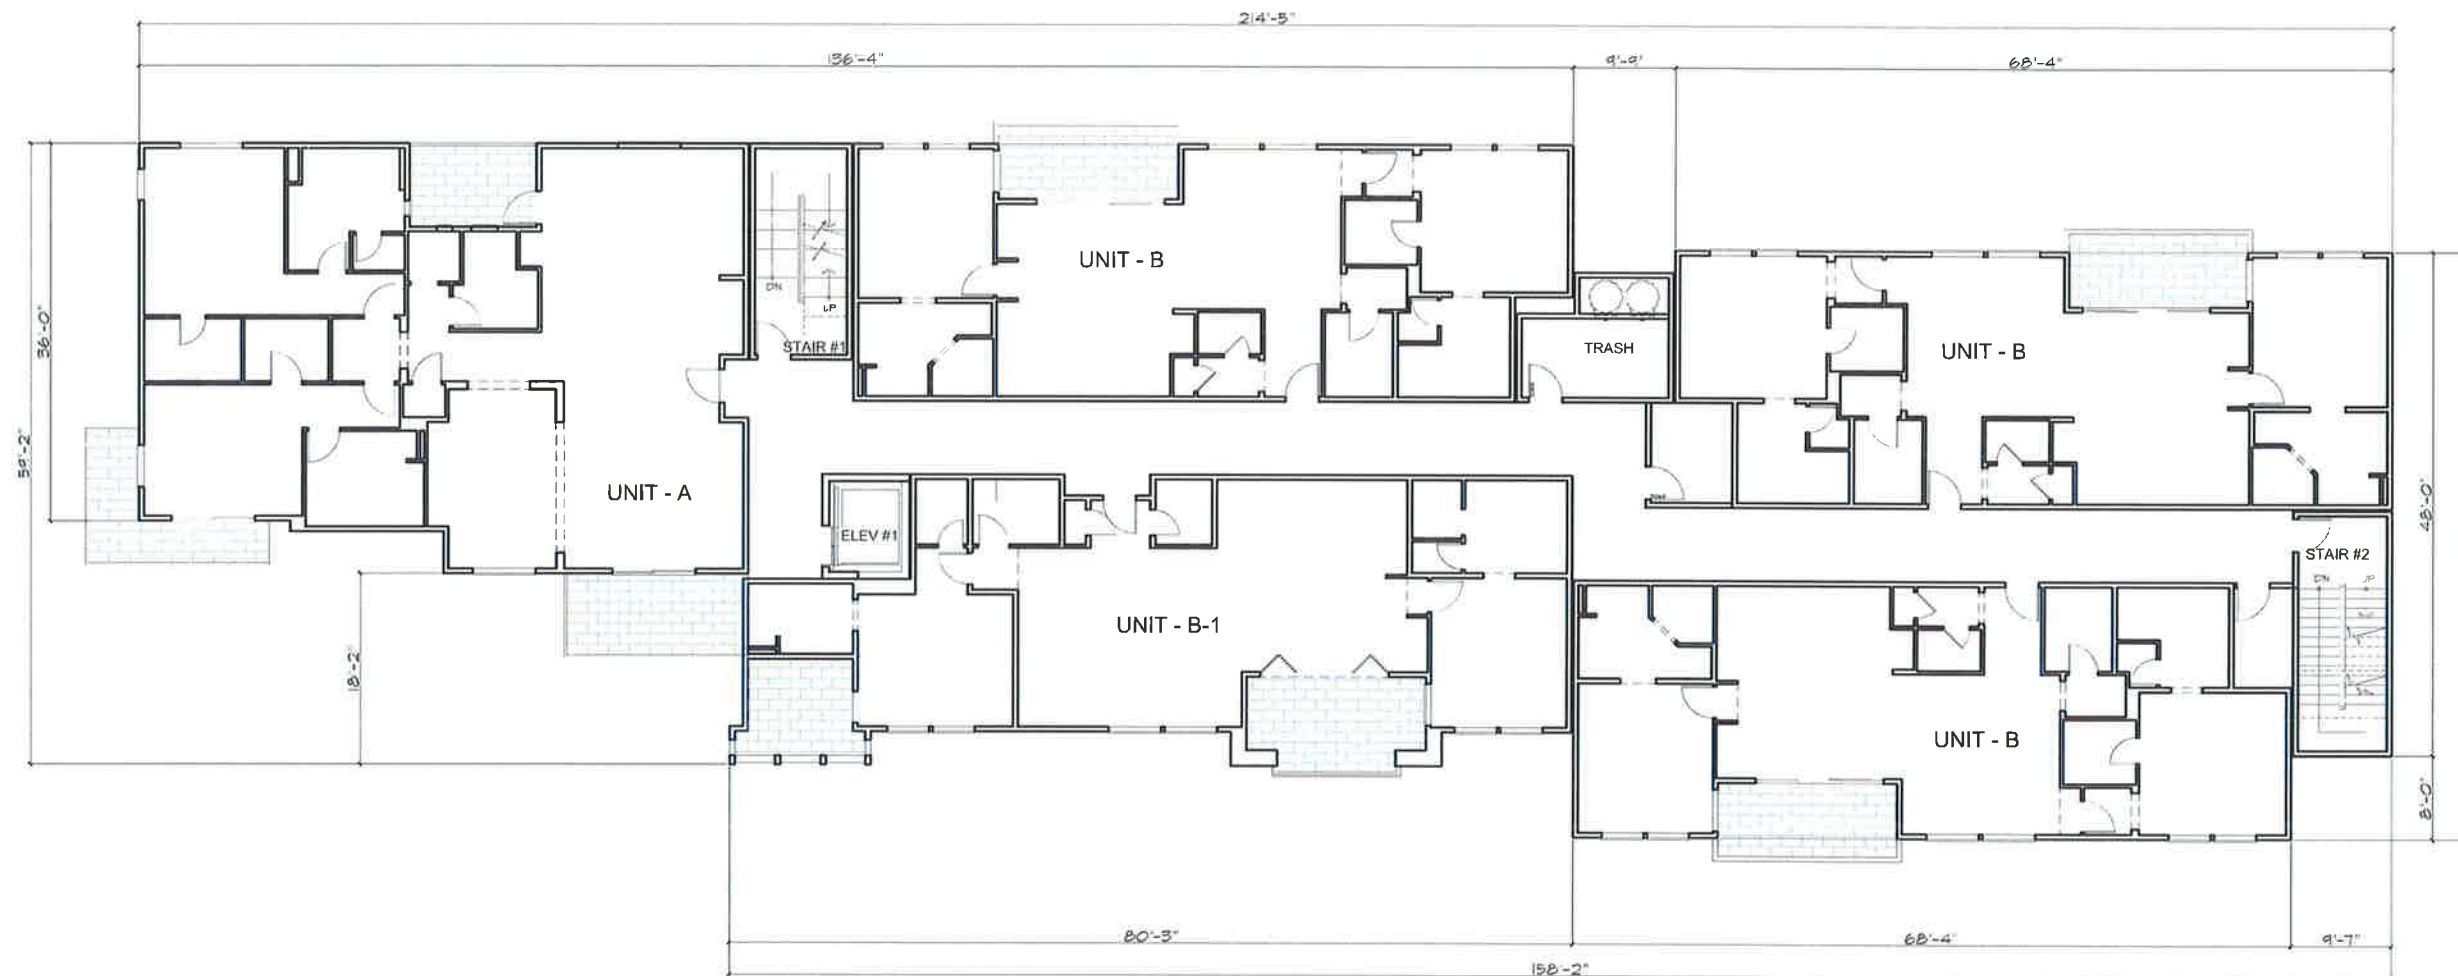 214'-5"
136'-4"
9'-9"
68'-4"
UNIT - B
36'-0"
DN
UP
STAIR #1
TRASH
UNIT - B
59'-2"
UNIT - A
48'-0"
ELEV #1
STAIR #2
DN
UP
UNIT - B-1
18'-2"
UNIT - B
8'-0"
80'-3"
68'-4"
9'-7"
158'-2"